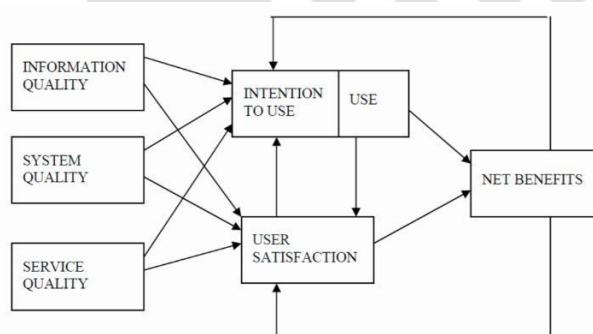 INFORMATION
QUALITY
INTENTION
TO USE
USE
SYSTEM
QUALITY
NET BENEFITS
USER
SATISFACTION
SERVICE
QUALITY